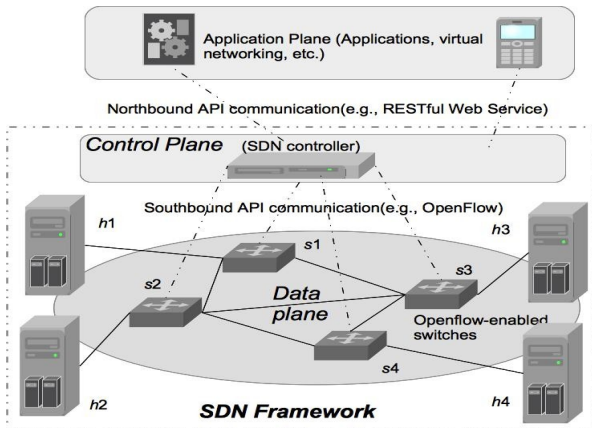 Application Plane (Applications, virtual
networking, etc.)
Northbound API communication(e.g., RESTful Web Service)
Control Plane (SDN controller)
Southbound API communication(e.g., OpenFlow)
h1
h3
s1
s2
s3
Data
plane
Openflow-enabled
switches
s4
h2
h4
SDN Framework